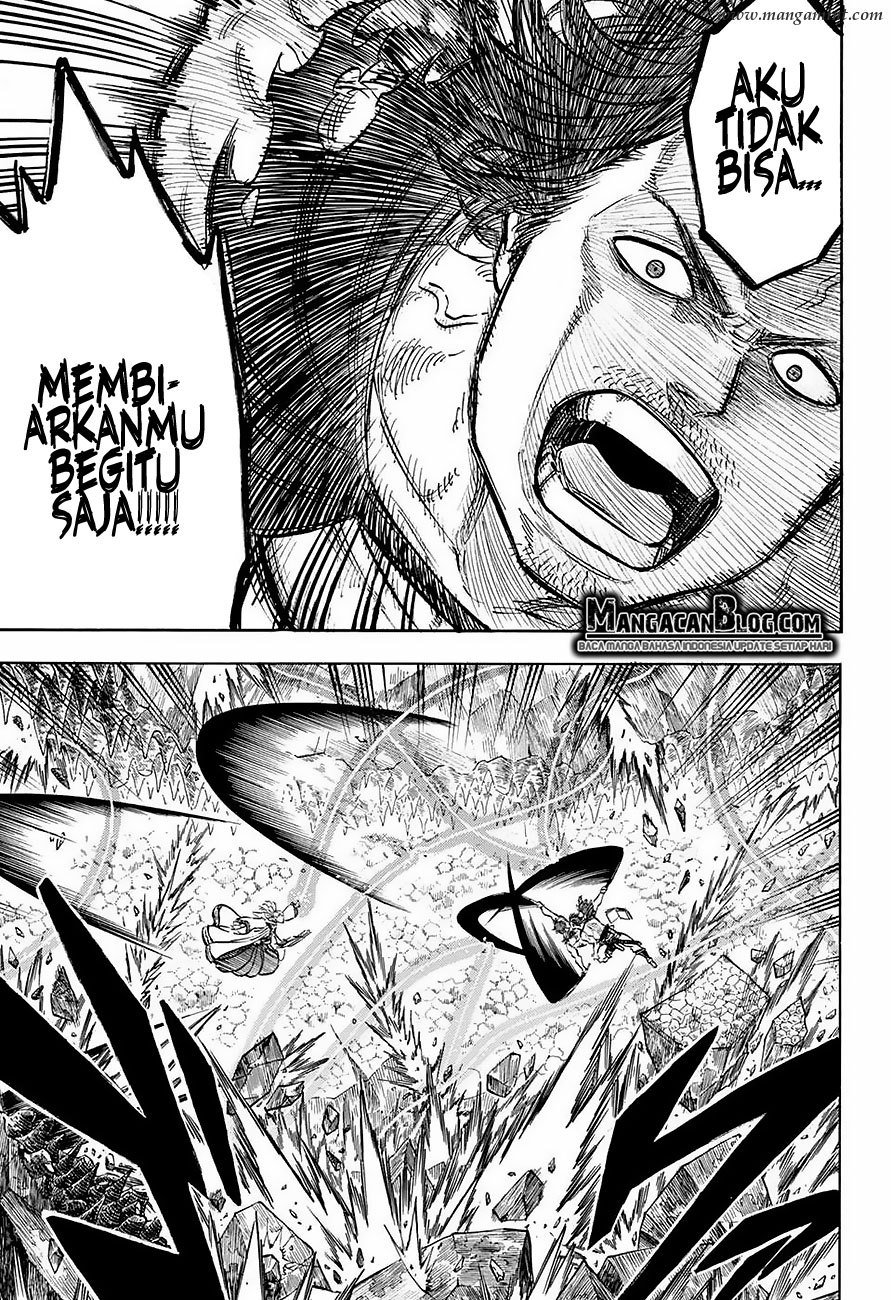 AKU
TIDAK
BISA...
MEMBI-
ARKANMU
BEGITU
SAJA!!!!!
MANGACANBLOG.COM
BACA MANGA BAHASA INDONESIA UPDATE SETIAP HARI